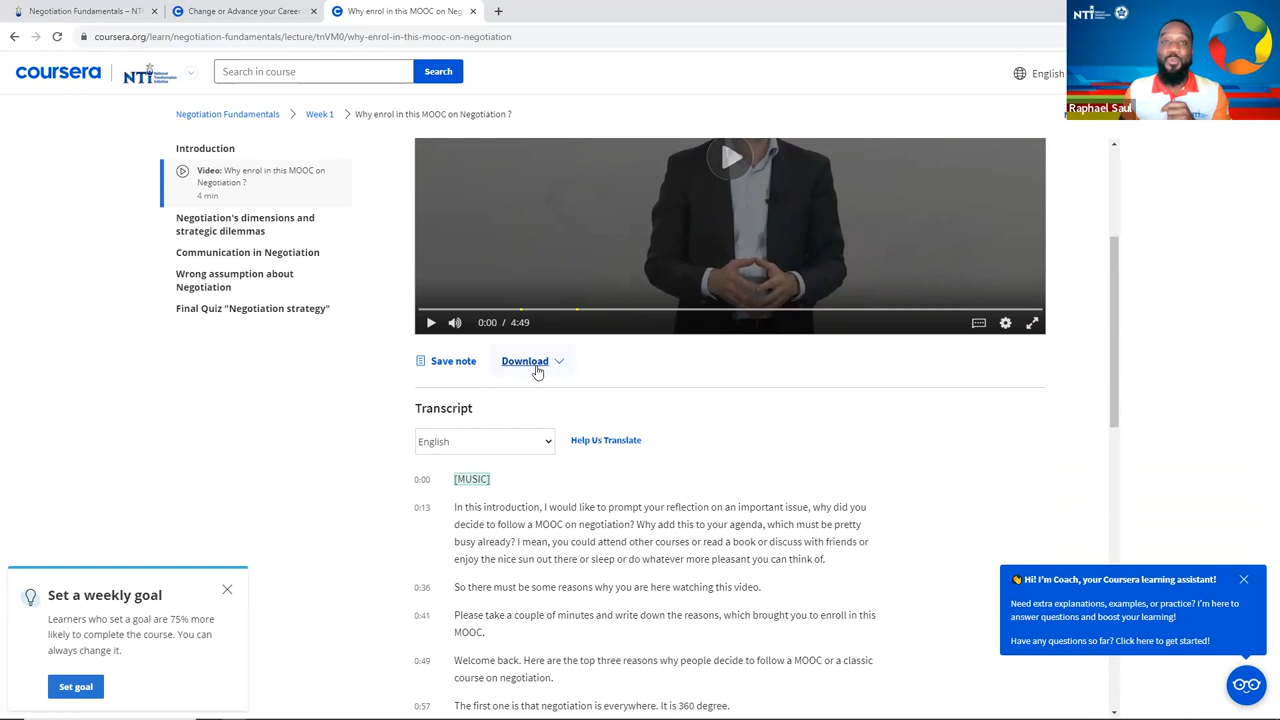 Negotiation Fundamentals – NTI
Change or Advance your Career
Why enrol in this MOOC on Neg
coursera.org/learn/negotiation-fundamentals/lecture/tnVM0/why-enrol-in-this-mooc-on-negotiation
NTI
Raphael Saul
coursera
NTI
Search in course
Search
English
Negotiation Fundamentals
Week 1
Why enrol in this MOOC on Negotiation ?
Introduction
Video: Why enrol in this MOOC on
Negotiation ?
4 min
Negotiation's dimensions and
strategic dilemmas
Communication in Negotiation
Wrong assumption about
Negotiation
Final Quiz "Negotiation strategy"
0:00 / 4:49
Save note
Download
Transcript
English
Help Us Translate
0:00 [MUSIC]
0:13 In this introduction, I would like to prompt your reflection on an important issue, why did you
decide to follow a MOOC on negotiation? Why add this to your agenda, which must be pretty
busy already? I mean, you could attend other courses or read a book or discuss with friends or
enjoy the nice sun out there or sleep or do whatever more pleasant you can think of.
0:36 So there must be some reasons why you are here watching this video.
0:41 Please take a couple of minutes and write down the reasons, which brought you to enroll in this
MOOC.
0:49 Welcome back. Here are the top three reasons why people decide to follow a MOOC or a classic
course on negotiation.
0:57 The first one is that negotiation is everywhere. It is 360 degree.
Set a weekly goal
Learners who set a goal are 75% more
likely to complete the course. You can
always change it.
Set goal
Hi! I'm Coach, your Coursera learning assistant!
Need extra explanations, examples, or practice? I'm here to
answer questions and boost your learning!
Have any questions so far? Click here to get started!